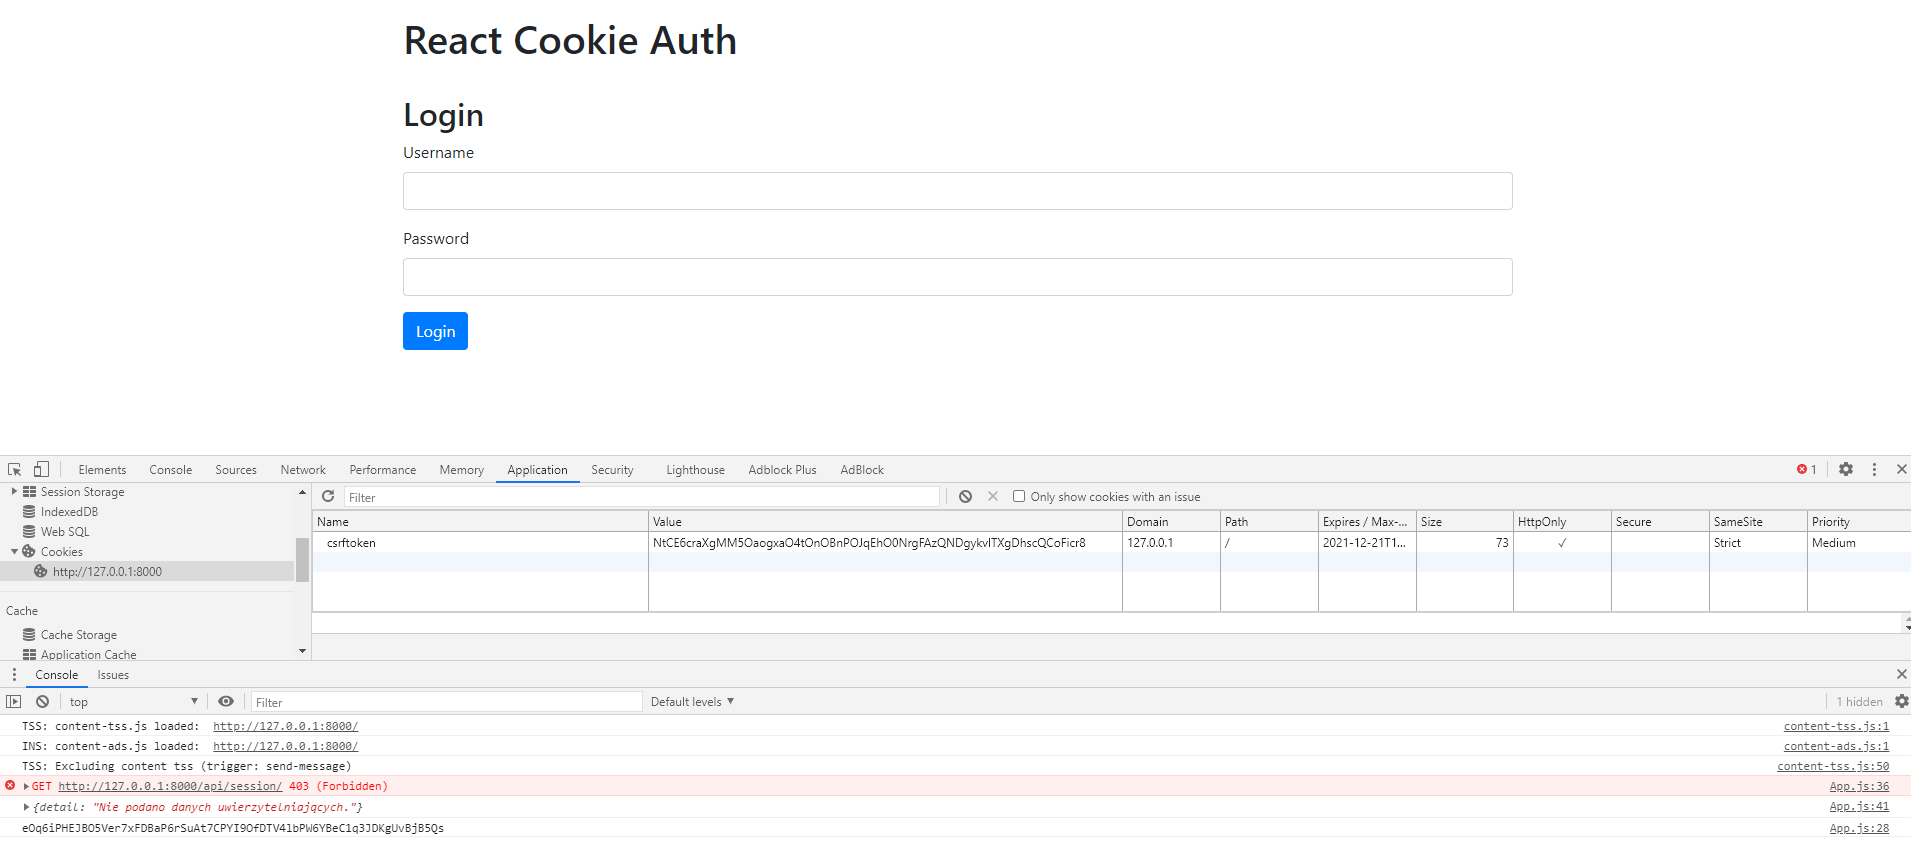 React Cookie Auth
Login
Username
Password
Login
Elements Console Sources Network Performance Memory Application Security Lighthouse Adblock Plus AdBlock 1
Session Storage
IndexedDB
Web SQL
Cookies
http://127.0.0.1:8000
Cache
Cache Storage
Application Cache
Filter Only show cookies with an issue
Name Value Domain Path Expires / Max-... Size HttpOnly Secure SameSite Priority
csrftoken NtCE6craXgMM5OaogxaO4tOnOBnPOJqEhO0NrgFAzQNDgykvlTXgDhscQCoFicr8 127.0.0.1 / 2021-12-21T1... 73 ✓ Strict Medium
Console Issues
top Filter Default levels 1 hidden
TSS: content-tss.js loaded: http://127.0.0.1:8000/ content-tss.js:1
INS: content-ads.js loaded: http://127.0.0.1:8000/ content-ads.js:1
TSS: Excluding content tss (trigger: send-message) content-tss.js:50
GET http://127.0.0.1:8000/api/session/ 403 (Forbidden) App.js:36
{detail: "Nie podano danych uwierzytelniających."} App.js:41
eOq6iPHEJBO5Ver7xFDBaP6rSuAt7CPYI9OfDTV4lbPW6YBeC1q3JDKgUvBjB5Qs App.js:28